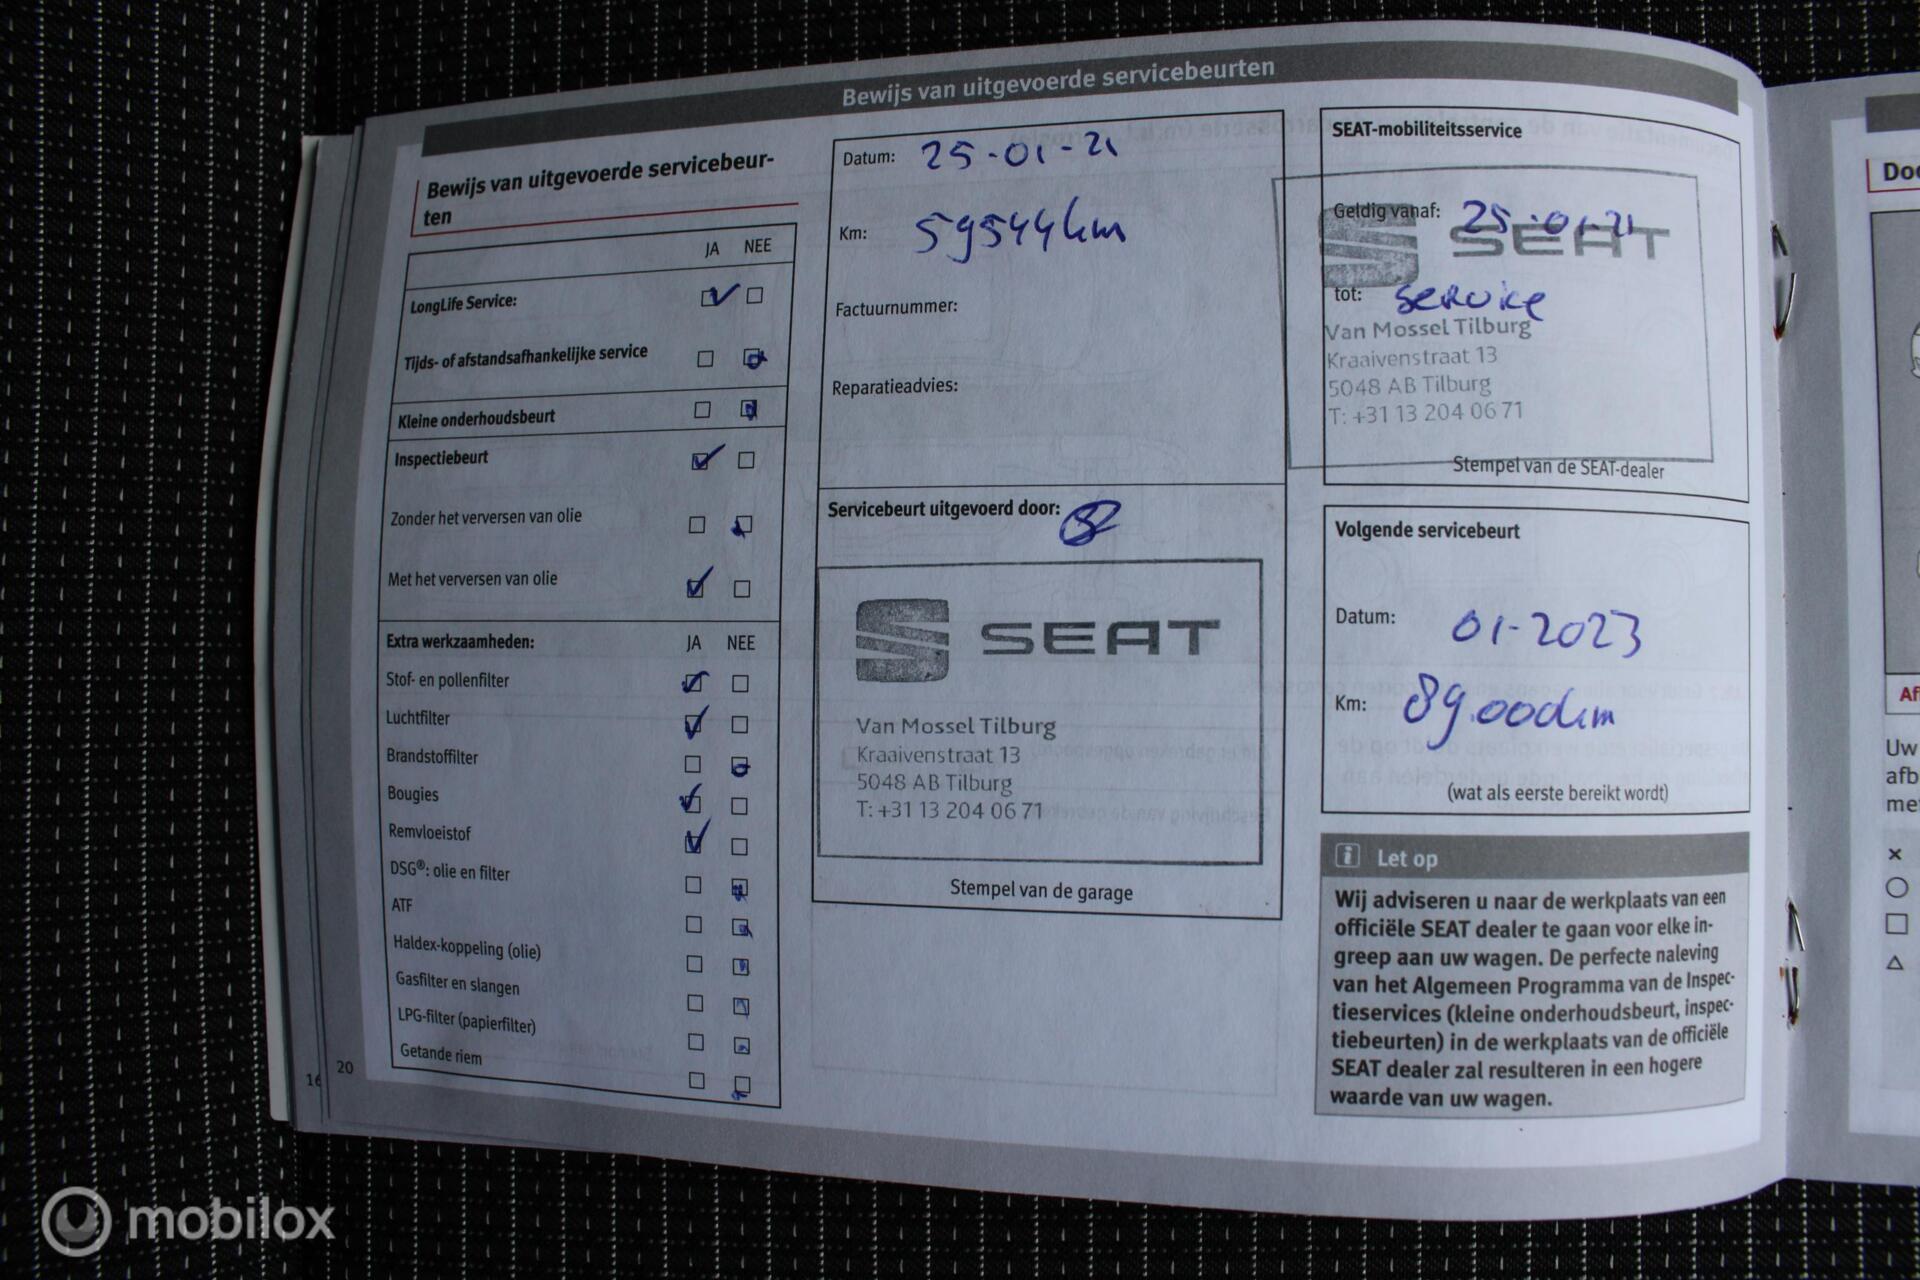 Bewijs van uitgevoerde servicebeurten
Bewijs van uitgevoerde servicebeur-
ten
JA NEE
LongLife Service:
Tijds- of afstandsafhankelijke service
Kleine onderhoudsbeurt
Inspectiebeurt
Zonder het verversen van olie
Met het verversen van olie
Extra werkzaamheden: JA NEE
Stof- en pollenfilter
Luchtfilter
Brandstoffilter
Bougies
Remvloeistof
DSG®: olie en filter
ATF
Haldex-koppeling (olie)
Gasfilter en slangen
LPG-filter (papierfilter)
Getande riem
16
20
Datum: 25-01-21
Km: 59544km
Factuurnummer:
Reparatieadvies:
Servicebeurt uitgevoerd door:
SEAT
Van Mossel Tilburg
Kraaivenstraat 13
5048 AB Tilburg
T: +31 13 204 06 71
Stempel van de garage
SEAT-mobiliteitsservice
Geldig vanaf: 25-01-21
SEAT
tot: service
Van Mossel Tilburg
Kraaivenstraat 13
5048 AB Tilburg
T: +31 13 204 06 71
Stempel van de SEAT-dealer
Volgende servicebeurt
Datum: 01-2023
Km: 89.000km
(wat als eerste bereikt wordt)
i Let op
Wij adviseren u naar de werkplaats van een
officiële SEAT dealer te gaan voor elke in-
greep aan uw wagen. De perfecte naleving
van het Algemeen Programma van de Inspec-
tieservices (kleine onderhoudsbeurt, inspec-
tiebeurten) in de werkplaats van de officiële
SEAT dealer zal resulteren in een hogere
waarde van uw wagen.
Uw
mobilox